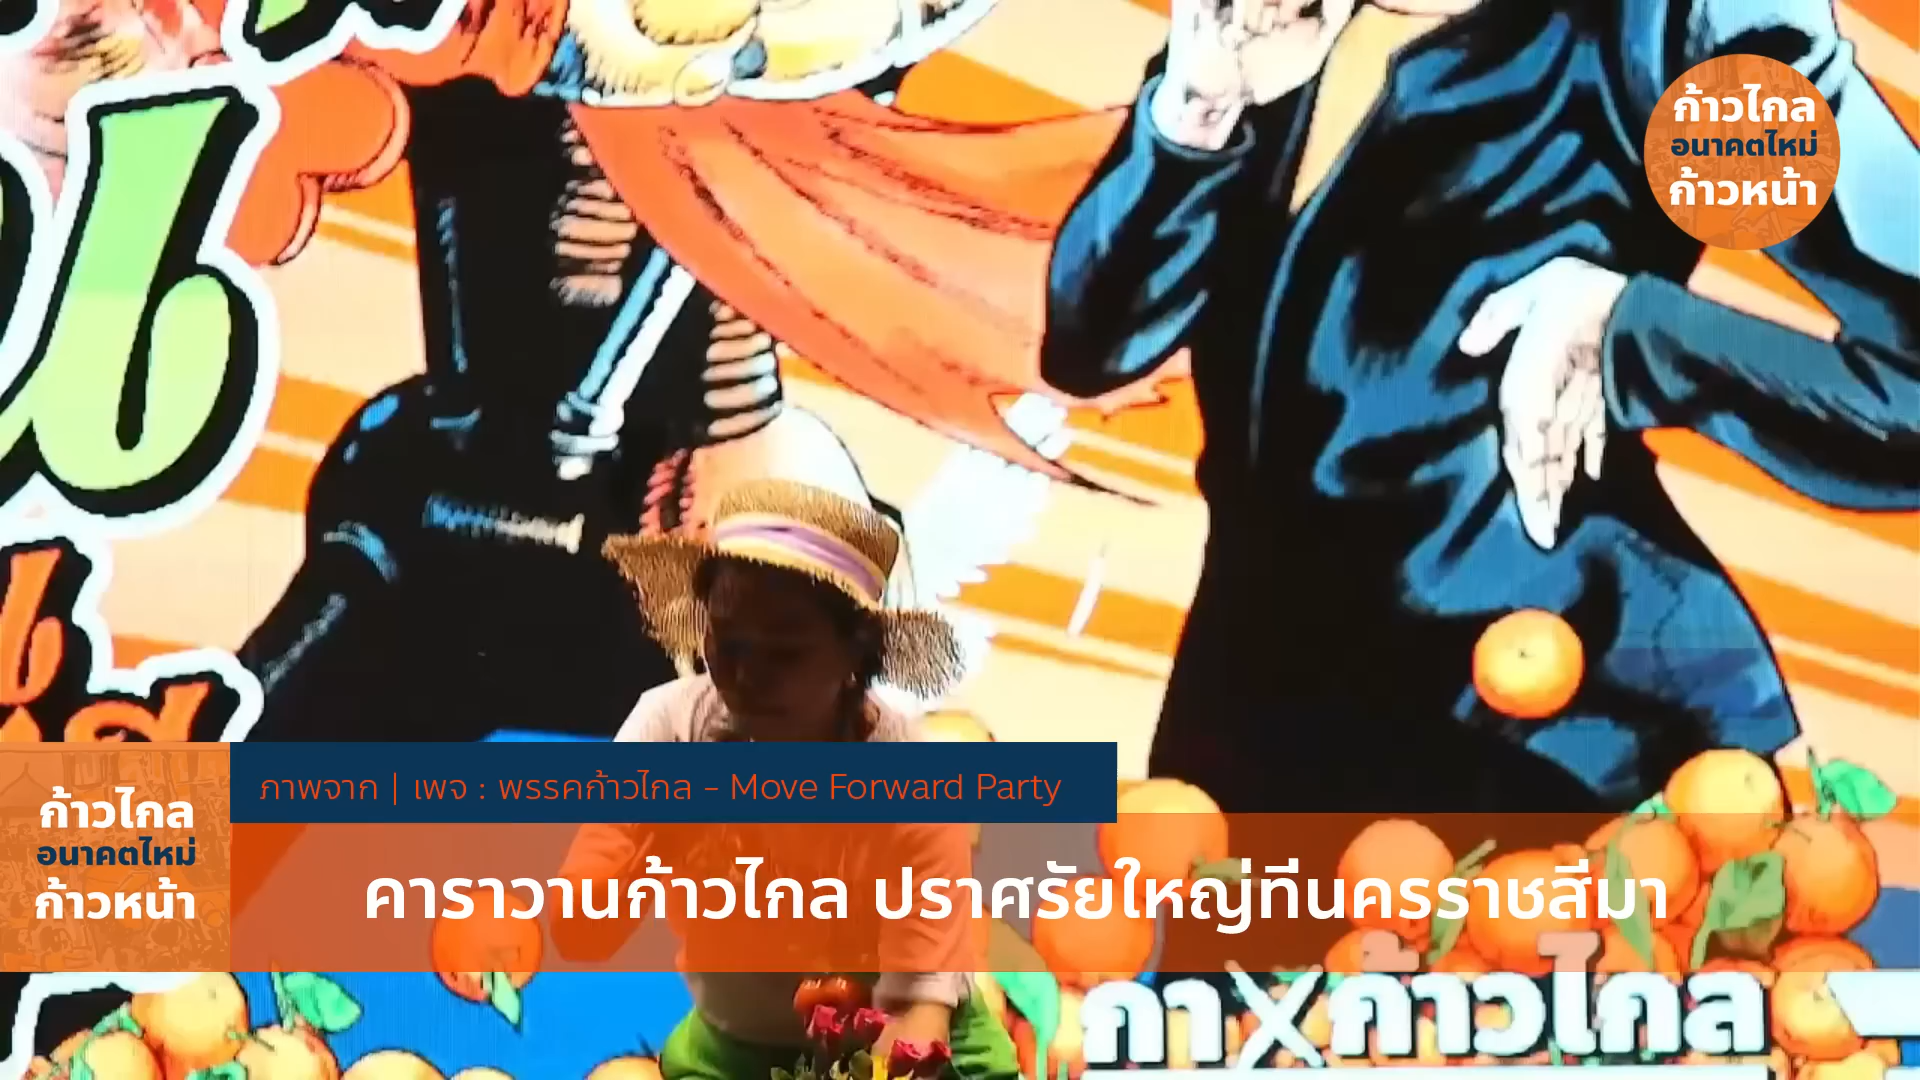 ก้าวไกล
อนาคตใหม่
ก้าวหน้า
ก้าวไกล
อนาคตใหม่
ก้าวหน้า
ภาพจาก | เพจ : พรรคก้าวไกล - Move Forward Party
คาราวานก้าวไกล ปราศรัยใหญ่ที่นครราชสีมา
กาXก้าวไกล